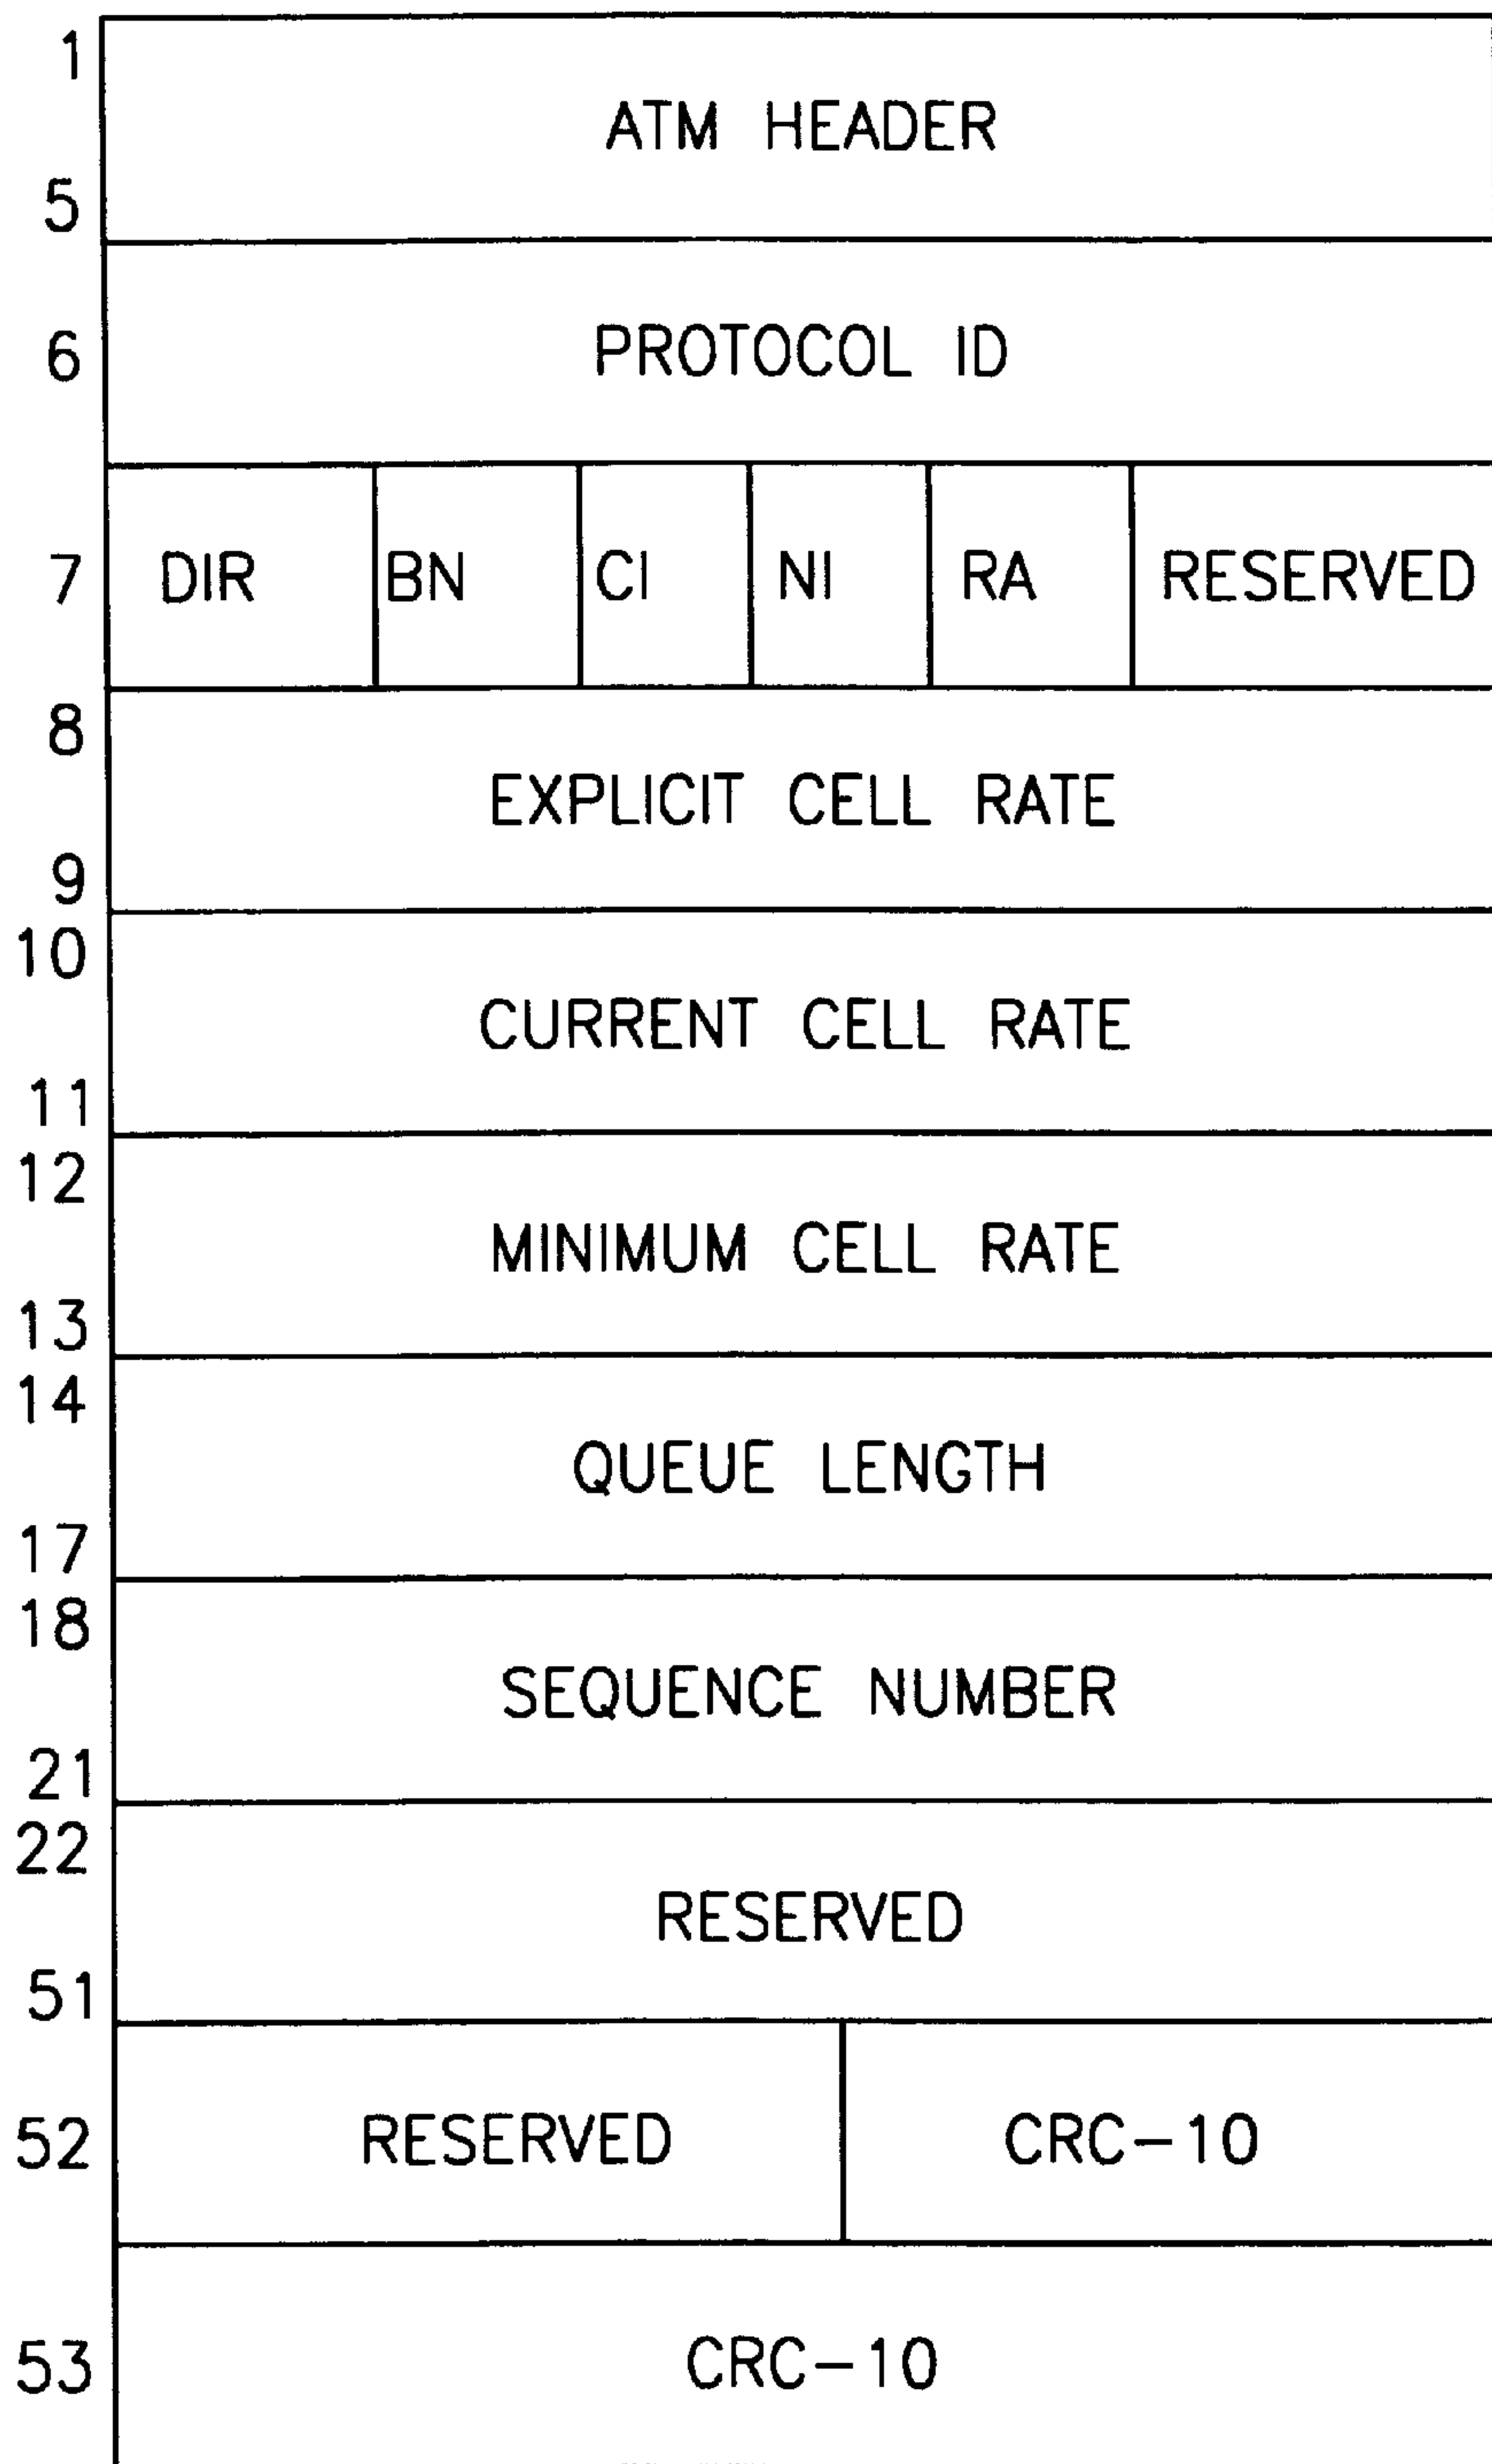 1
ATM HEADER
5
6 PROTOCOL ID
7 DIR BN CI NI RA RESERVED
8
EXPLICIT CELL RATE
9
10
CURRENT CELL RATE
11
12
MINIMUM CELL RATE
13
14
QUEUE LENGTH
17
18
SEQUENCE NUMBER
21
22
RESERVED
51
52 RESERVED CRC-10
53 CRC-10